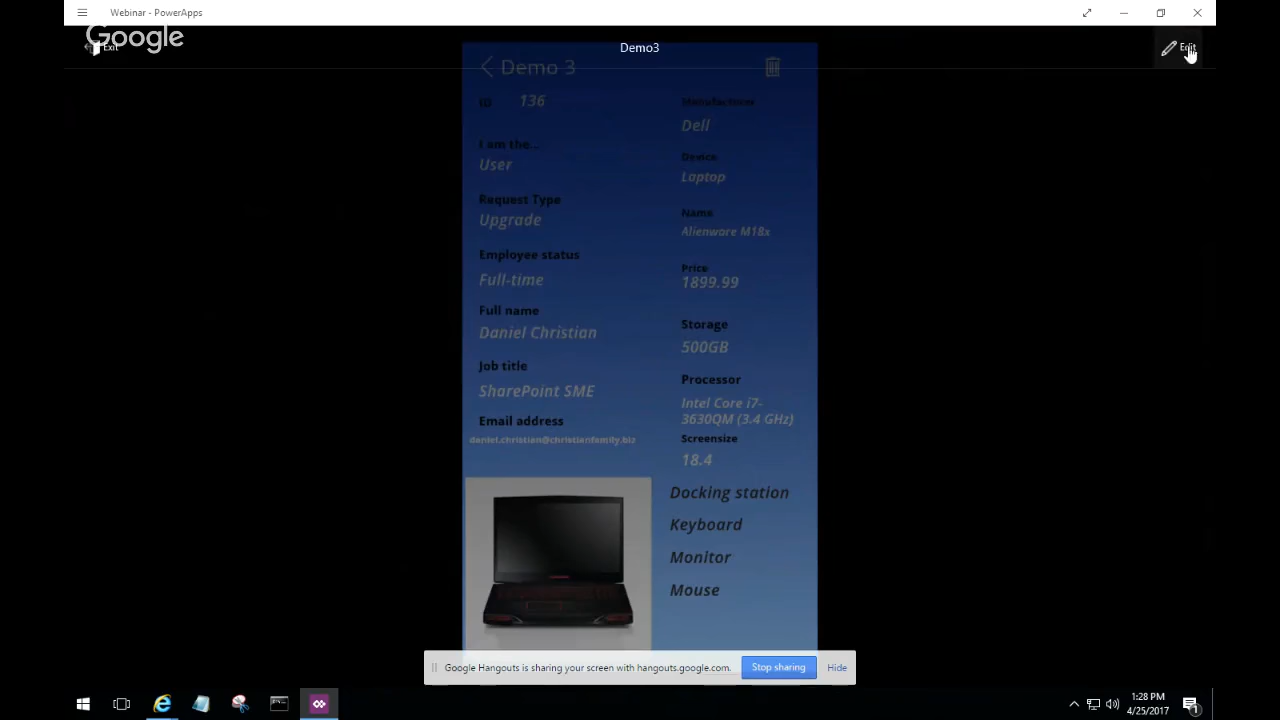 Webinar - PowerApps
Google
Exit
Demo3
Edit
Demo 3
ID 136
I am the...
User
Request Type
Upgrade
Employee status
Full-time
Full name
Daniel Christian
Job title
SharePoint SME
Email address
daniel.christian@christianfamily.biz
Manufacturer
Dell
Device
Laptop
Name
Alienware M18x
Price
1899.99
Storage
500GB
Processor
Intel Core i7-
3630QM (3.4 GHz)
Screensize
18.4
Docking station
Keyboard
Monitor
Mouse
Google Hangouts is sharing your screen with hangouts.google.com.
Stop sharing
Hide
1:28 PM
4/25/2017
1